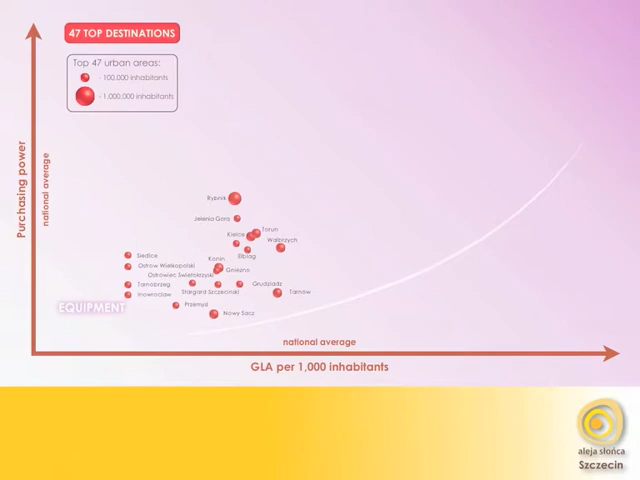 47 TOP DESTINATIONS
Top 47 urban areas:
- 100.000 inhabitants
- 1.000.000 inhabitants
Purchasing power
national average
Rybnik
Jelenia Gora
Torun
Kielce
Walbrzych
Elblag
Siedlce
Konin
Ostrow Wielkopolski
Gniezno
Ostrowiec Swietokrzyski
Tarnobrzeg
Stargard Szczecinski
Grudziadz
Tarnow
Inowroclaw
Przemysl
EQUIPMENT
Nowy Sacz
national average
GLA per 1,000 inhabitants
aleja słońca
Szczecin